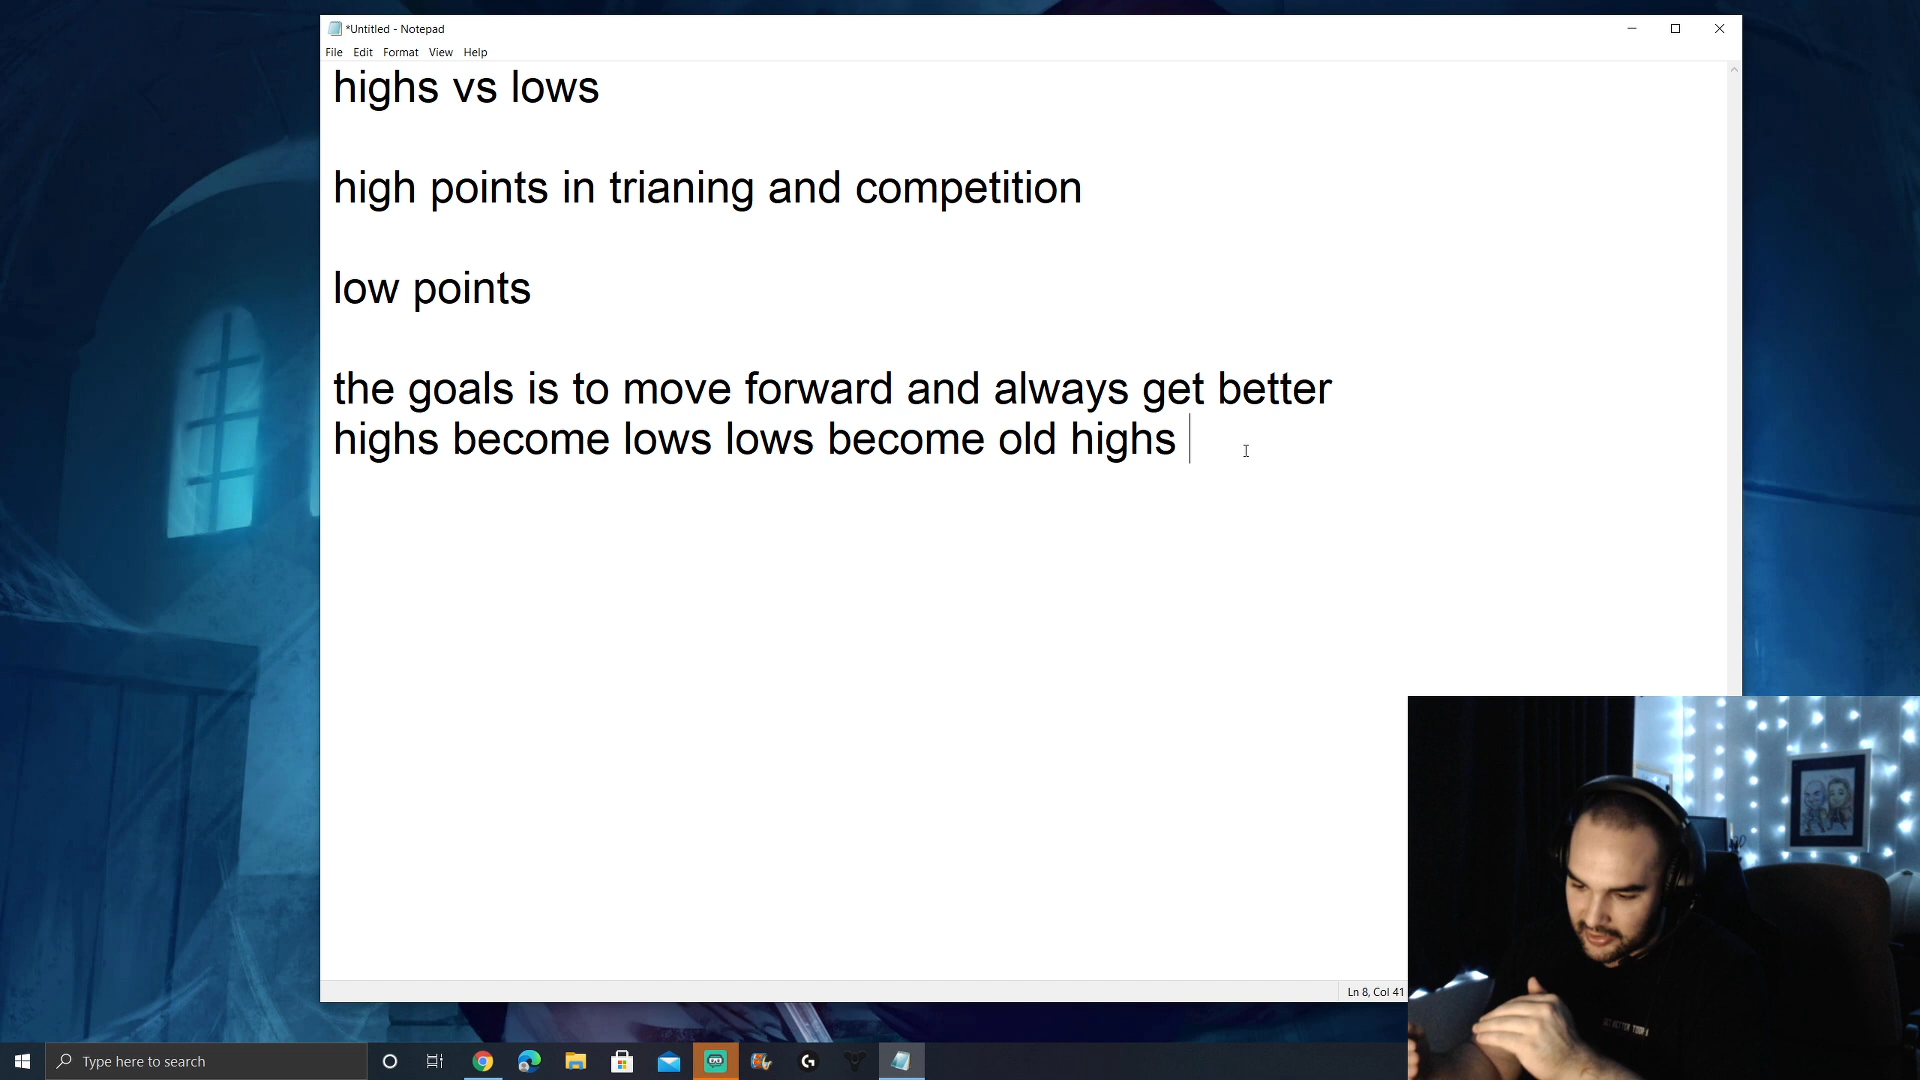 *Untitled - Notepad
File Edit Format View Help
highs vs lows
high points in trianing and competition
low points
the goals is to move forward and always get better
highs become lows lows become old highs
Ln 8, Col 41
Type here to search